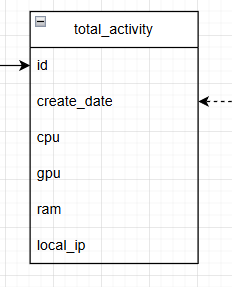 total_activity
id
create_date
cpu
gpu
ram
local_ip